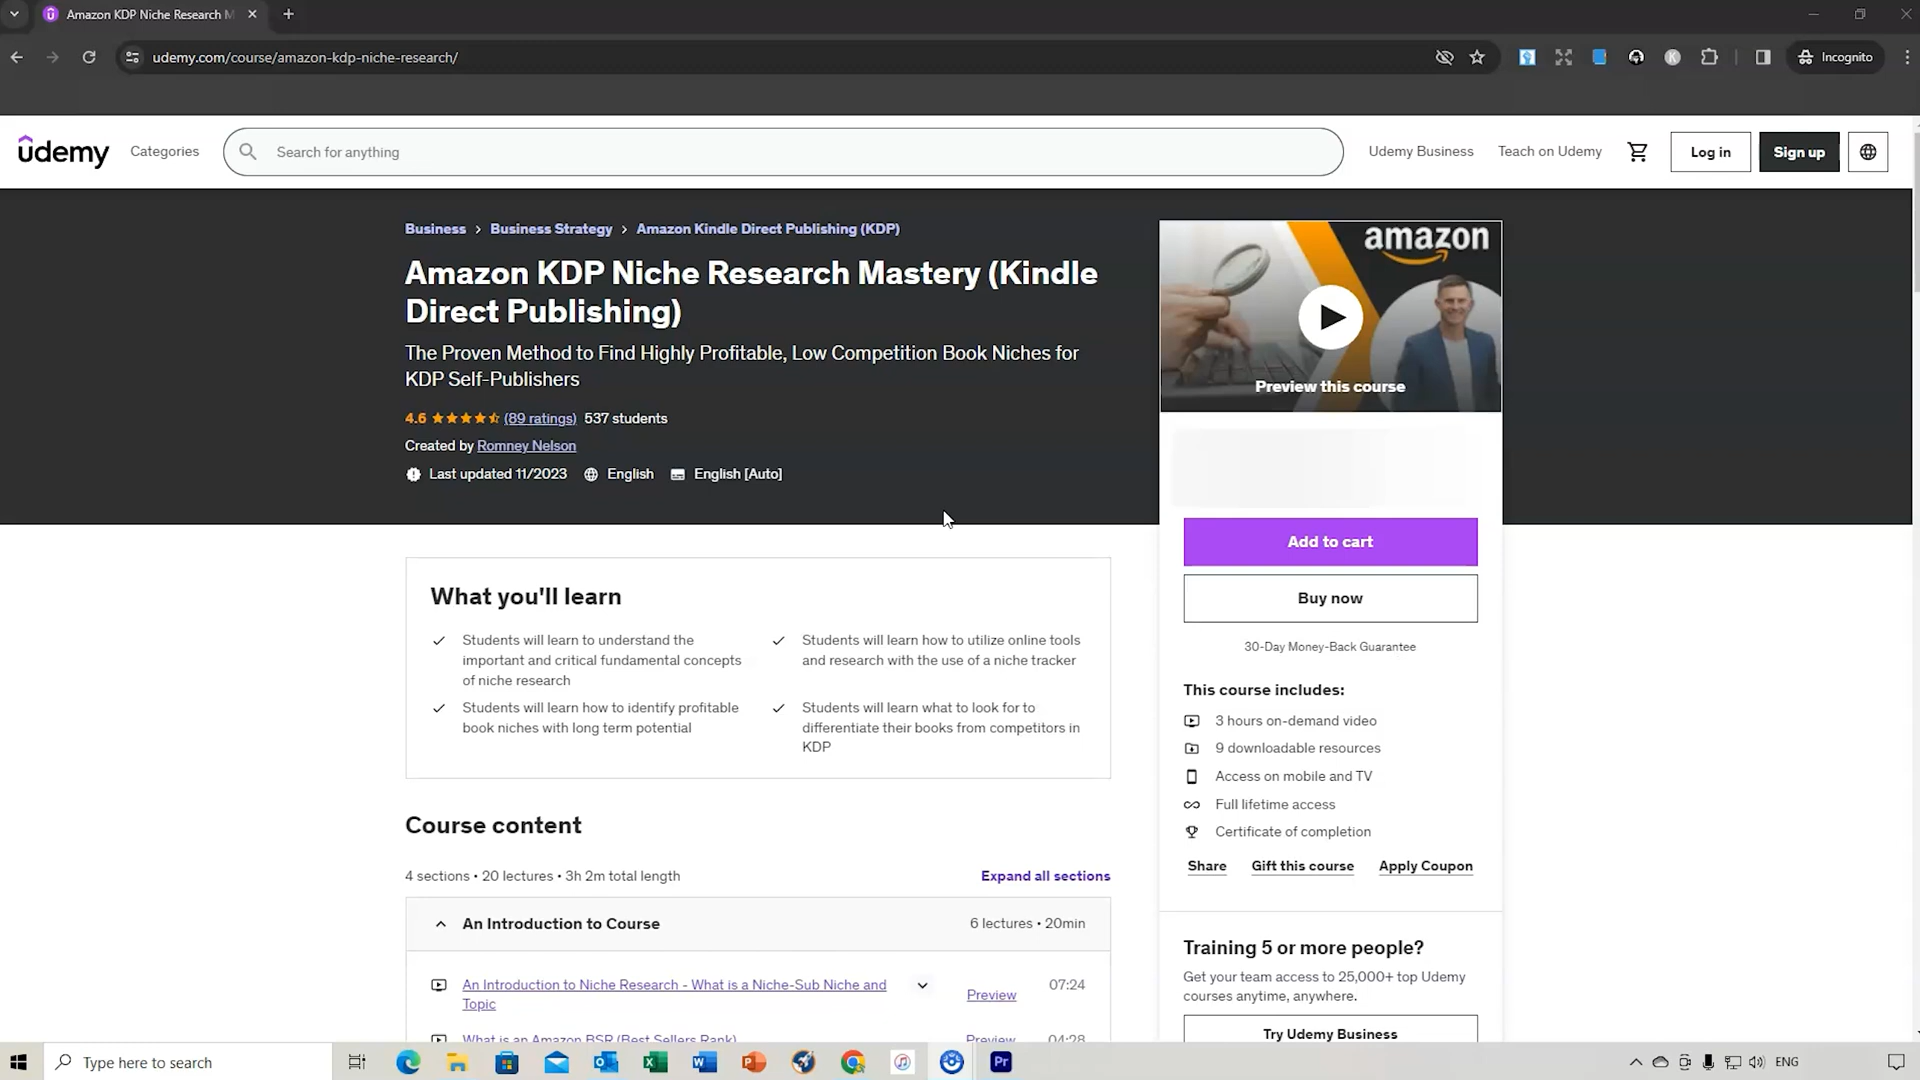 Amazon KDP Niche Research M
udemy.com/course/amazon-kdp-niche-research/
Incognito
udemy
Categories
Search for anything
Udemy Business
Teach on Udemy
Log in
Sign up
Business › Business Strategy › Amazon Kindle Direct Publishing (KDP)
Amazon KDP Niche Research Mastery (Kindle
Direct Publishing)
The Proven Method to Find Highly Profitable, Low Competition Book Niches for
KDP Self-Publishers
4.6 (89 ratings) 537 students
Created by Romney Nelson
Last updated 11/2023 English English [Auto]
amazon
Preview this course
Add to cart
Buy now
30-Day Money-Back Guarantee
This course includes:
3 hours on-demand video
9 downloadable resources
Access on mobile and TV
Full lifetime access
Certificate of completion
Share Gift this course Apply Coupon
Training 5 or more people?
Get your team access to 25,000+ top Udemy
courses anytime, anywhere.
Try Udemy Business
What you'll learn
Students will learn to understand the
important and critical fundamental concepts
of niche research
Students will learn how to utilize online tools
and research with the use of a niche tracker
Students will learn how to identify profitable
book niches with long term potential
Students will learn what to look for to
differentiate their books from competitors in
KDP
Course content
4 sections • 20 lectures • 3h 2m total length
Expand all sections
An Introduction to Course
6 lectures • 20min
An Introduction to Niche Research - What is a Niche-Sub Niche and
Topic
Preview
07:24
What is an Amazon BSR (Best Sellers Rank)
Preview
04:28
Type here to search
Pr
ENG